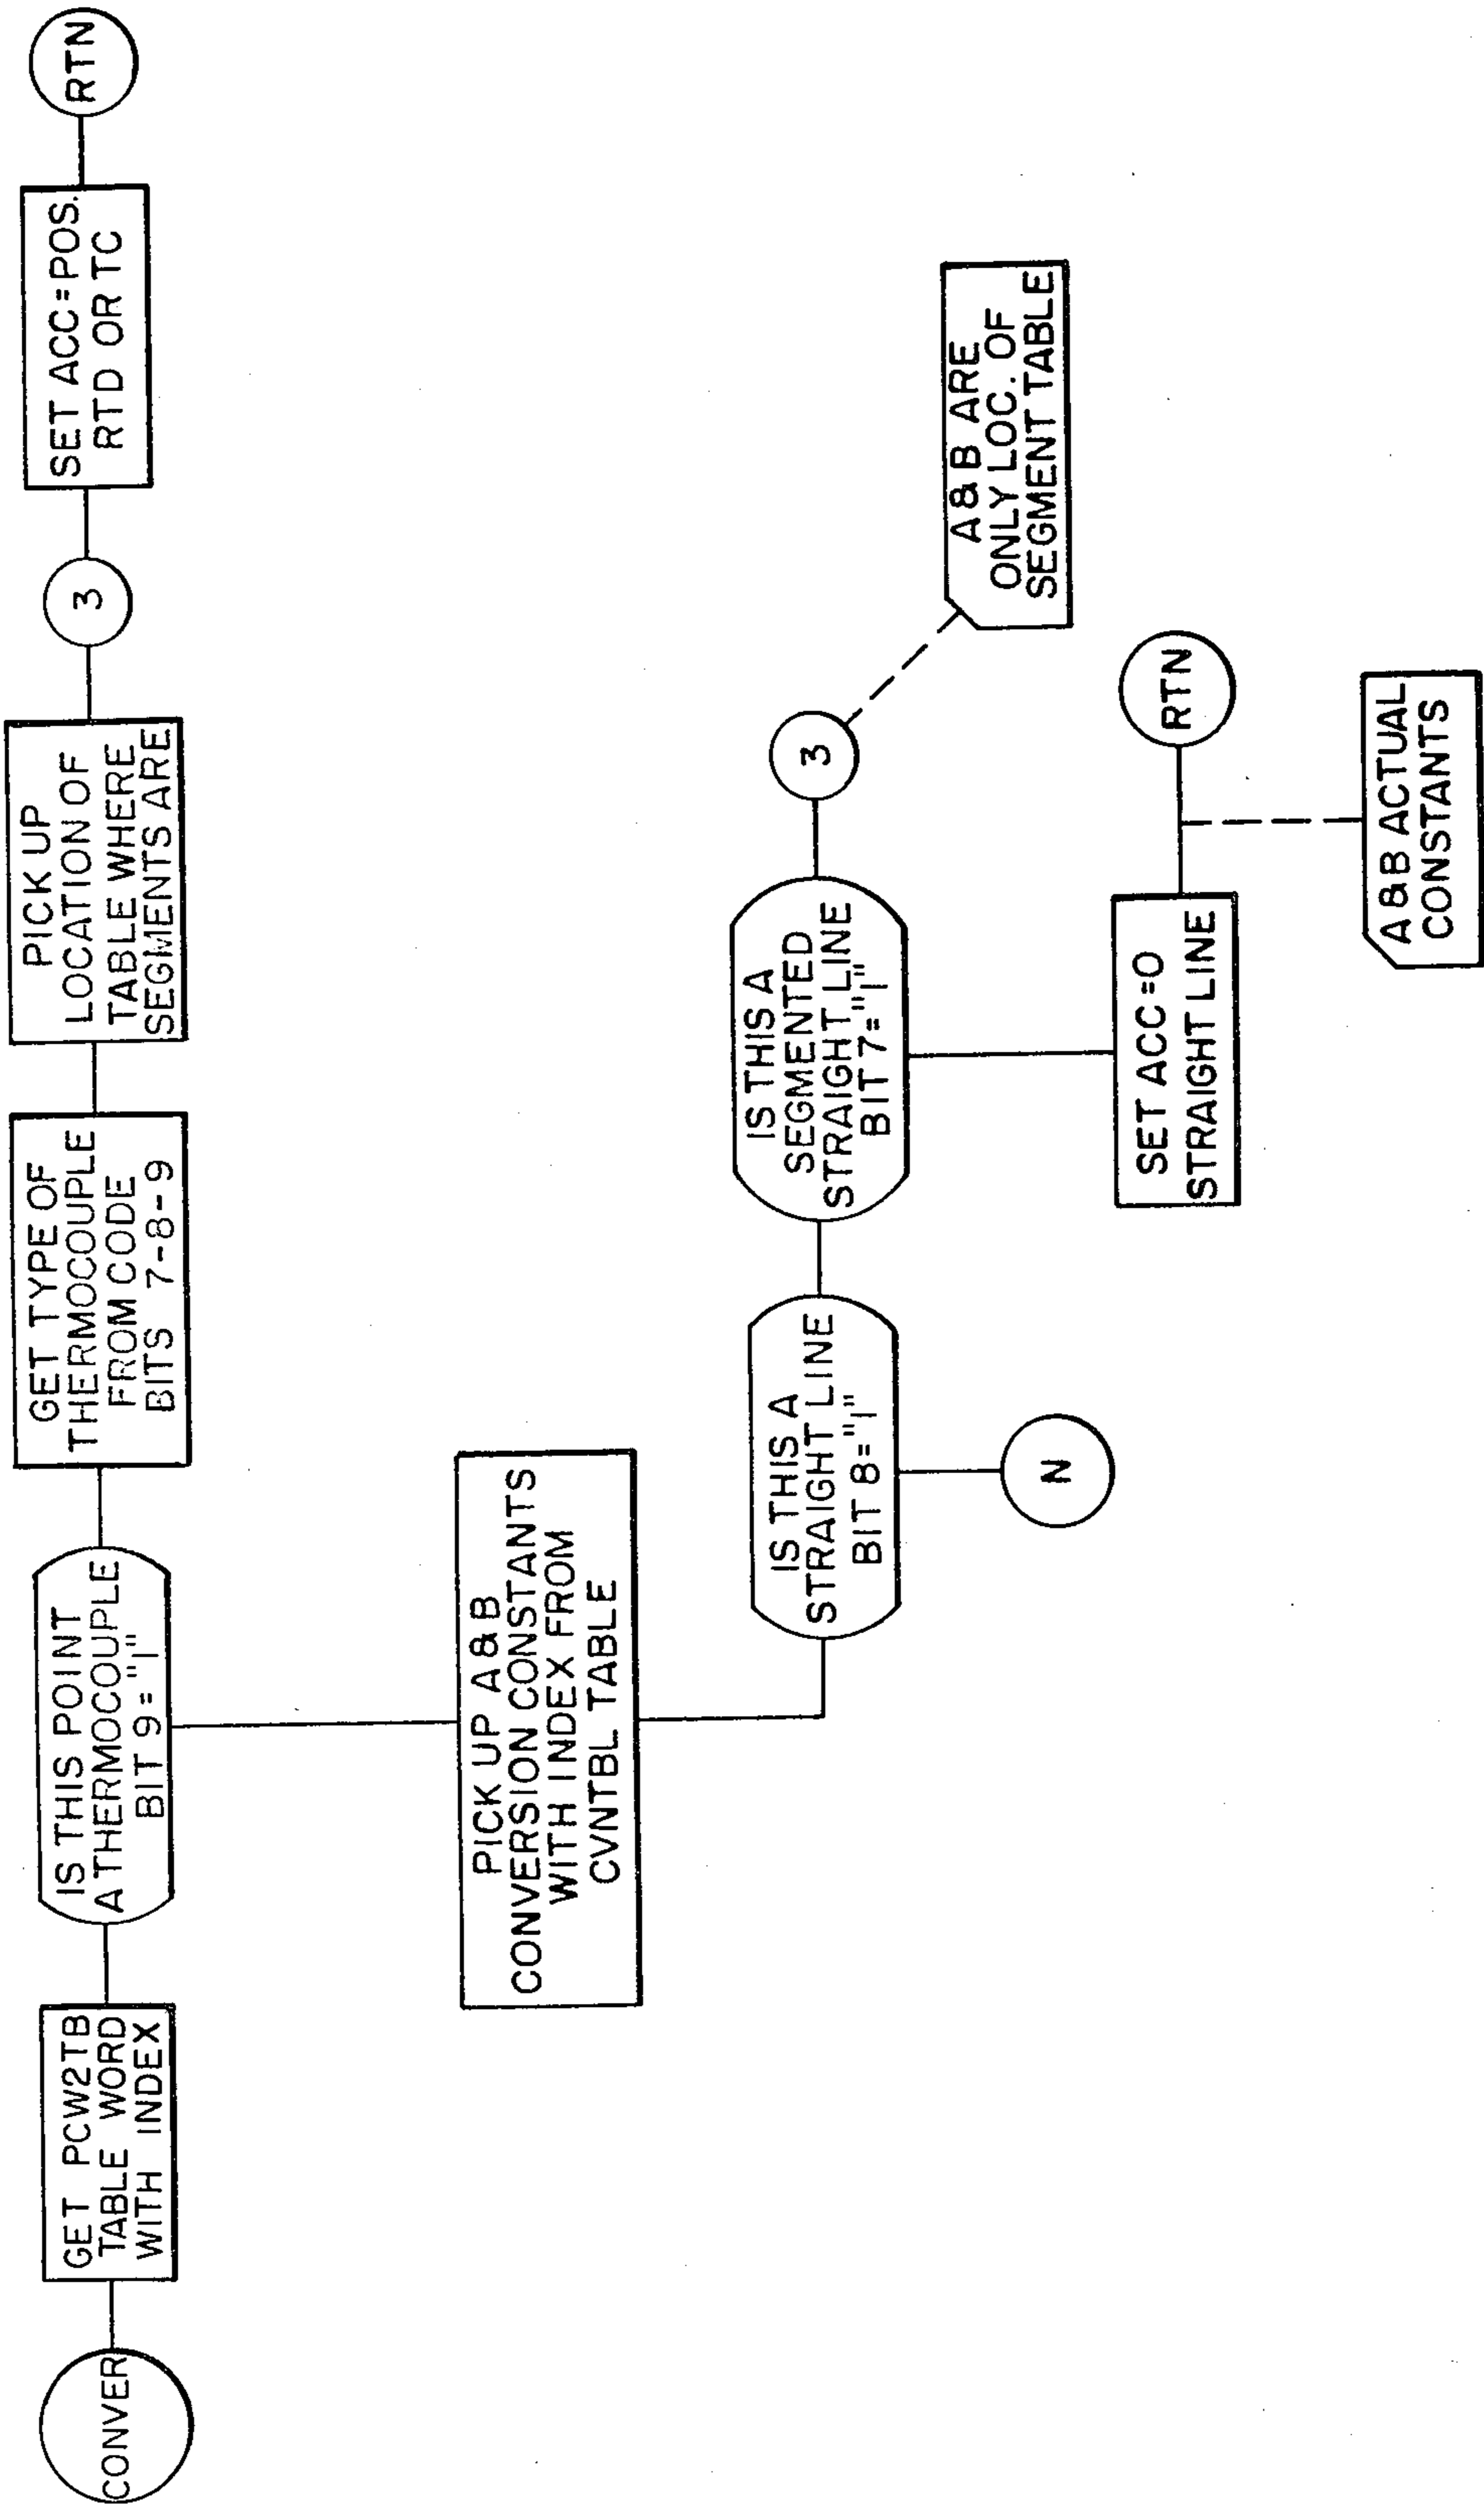 CONVER
GET PCW2TB
TABLE WORD
WITH INDEX
IS THIS POINT
A THERMOCOUPLE
BIT 9="1"
GET TYPE OF
THERMOCOUPLE
FROM CODE
BITS 7-8-9
PICK UP
LOCATION OF
TABLE WHERE
SEGMENTS ARE
3
SET ACC=POS.
RTD OR TC
RTN
PICK UP A&B
CONVERSION CONSTANTS
WITH INDEX FROM
CVNTBL TABLE
IS THIS A
STRAIGHT LINE
BIT 8="1"
N
IS THIS A
SEGMENTED
STRAIGHT LINE
BIT 7="1"
3
A & B ARE
ONLY LOC. OF
SEGMENT TABLE
SET ACC=0
STRAIGHT LINE
RTN
A&B ACTUAL
CONSTANTS